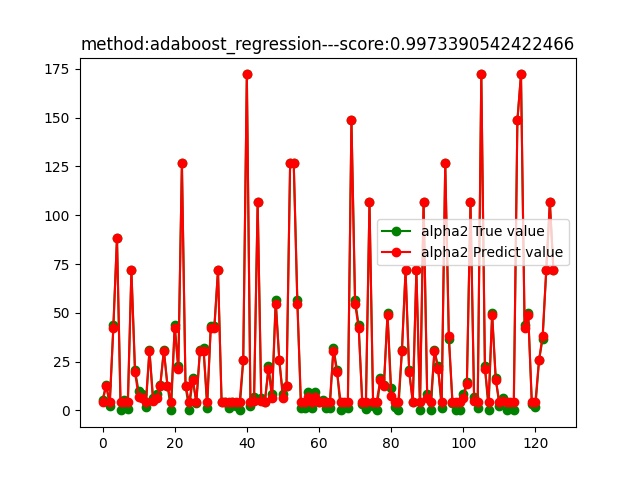 method:adaboost_regression---score:0.9973390542422466
175
150
125
100
75
50
25
0
alpha2 True value
alpha2 Predict value
0 20 40 60 80 100 120